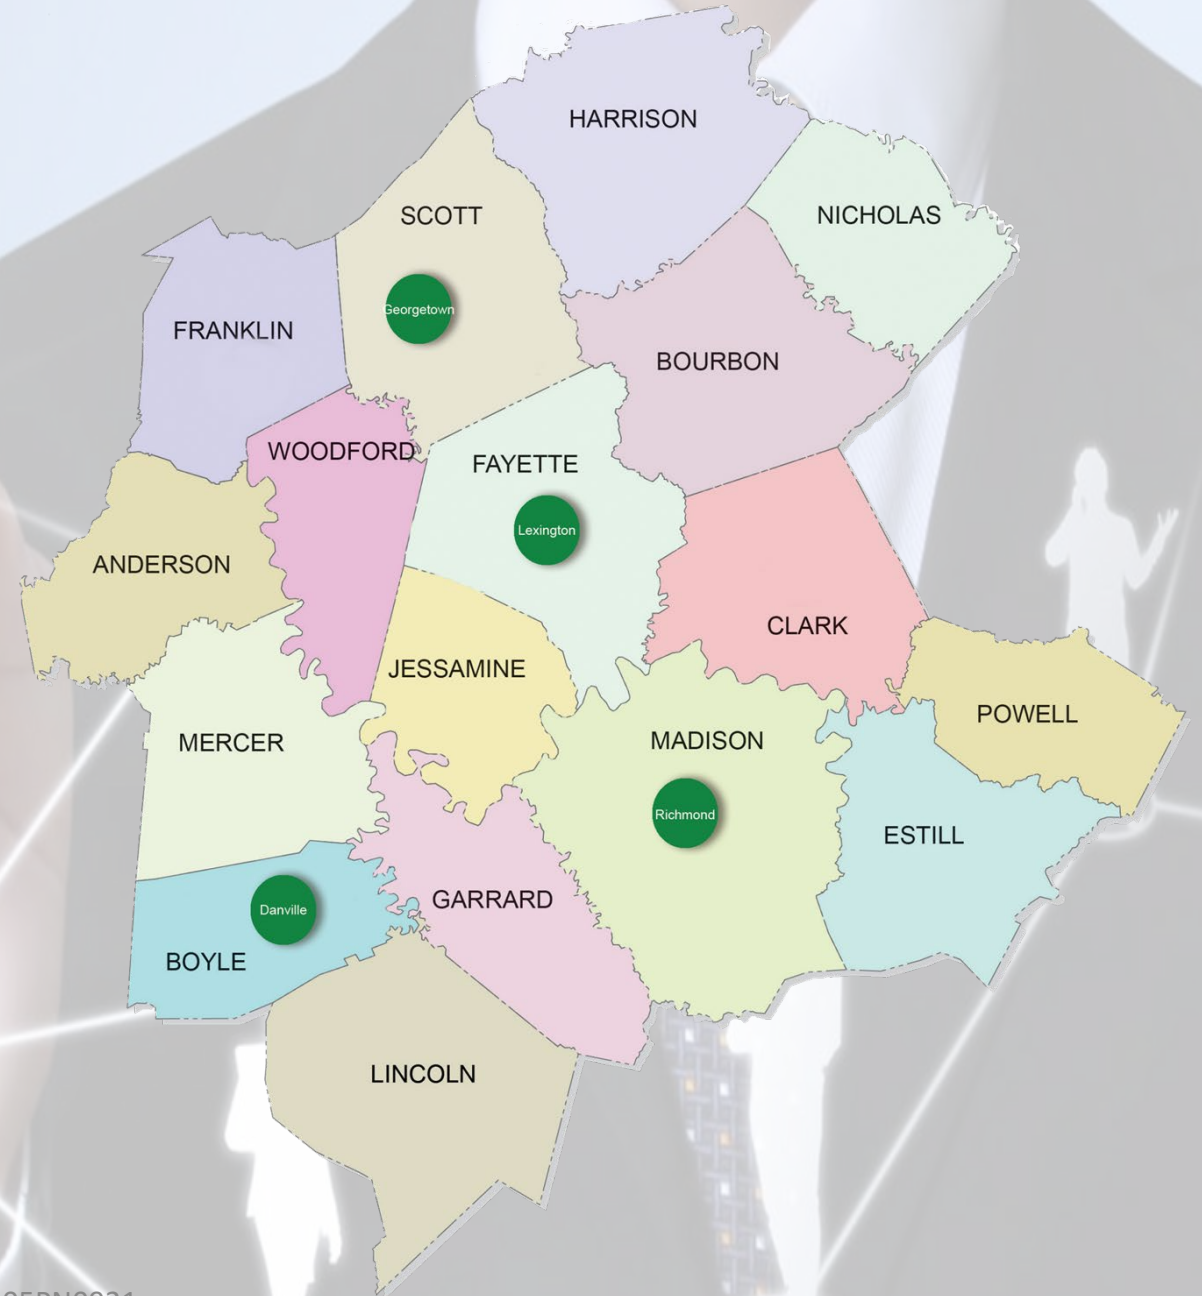 HARRISON
SCOTT
NICHOLAS
Georgetown
FRANKLIN
BOURBON
WOODFORD
FAYETTE
Lexington
ANDERSON
CLARK
JESSAMINE
POWELL
MERCER
MADISON
Richmond
ESTILL
GARRARD
Danville
BOYLE
LINCOLN